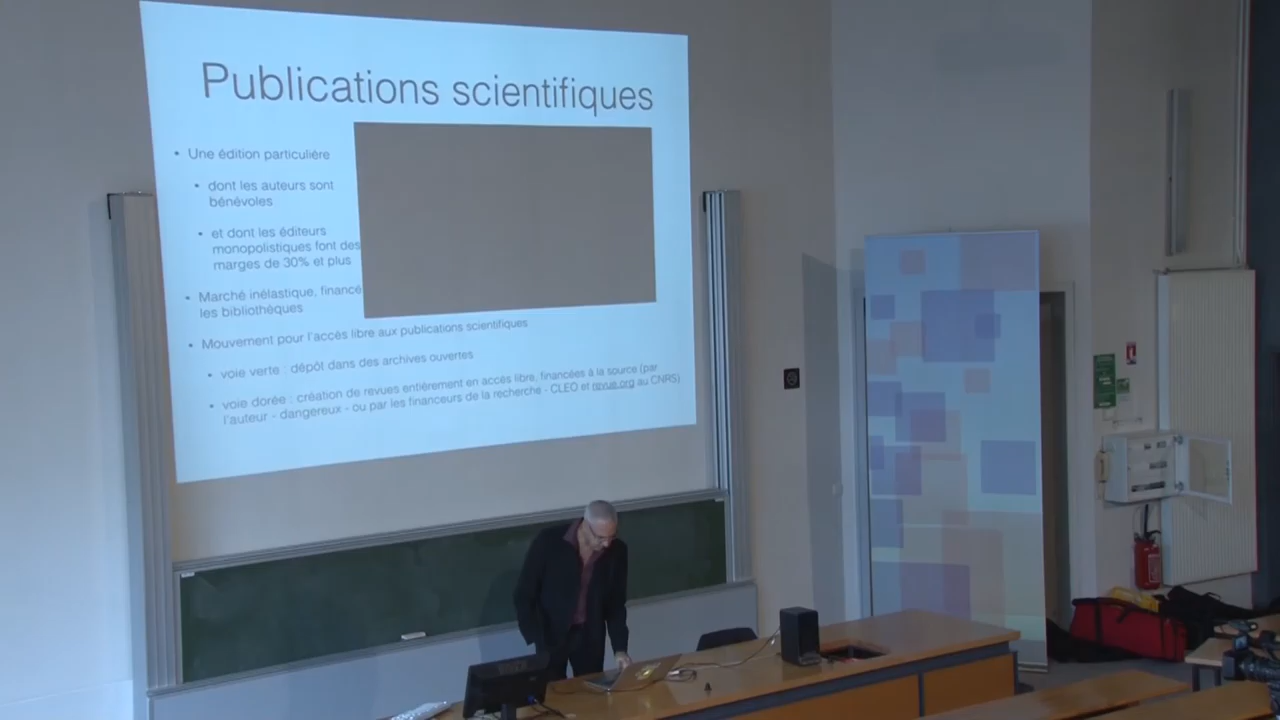 Publications scientifiques
• Une édition particulière
• dont les auteurs sont
bénévoles
• et dont les éditeurs
monopolistiques font des
marges de 30% et plus
• Marché inélastique, financé
les bibliothèques
• Mouvement pour l'accès libre aux publications scientifiques
• voie verte : dépôt dans des archives ouvertes
• voie dorée : création de revues entièrement en accès libre, financées à la source (par
l'auteur - dangereux - ou par les financeurs de la recherche - CLEO et revue.org au CNRS)